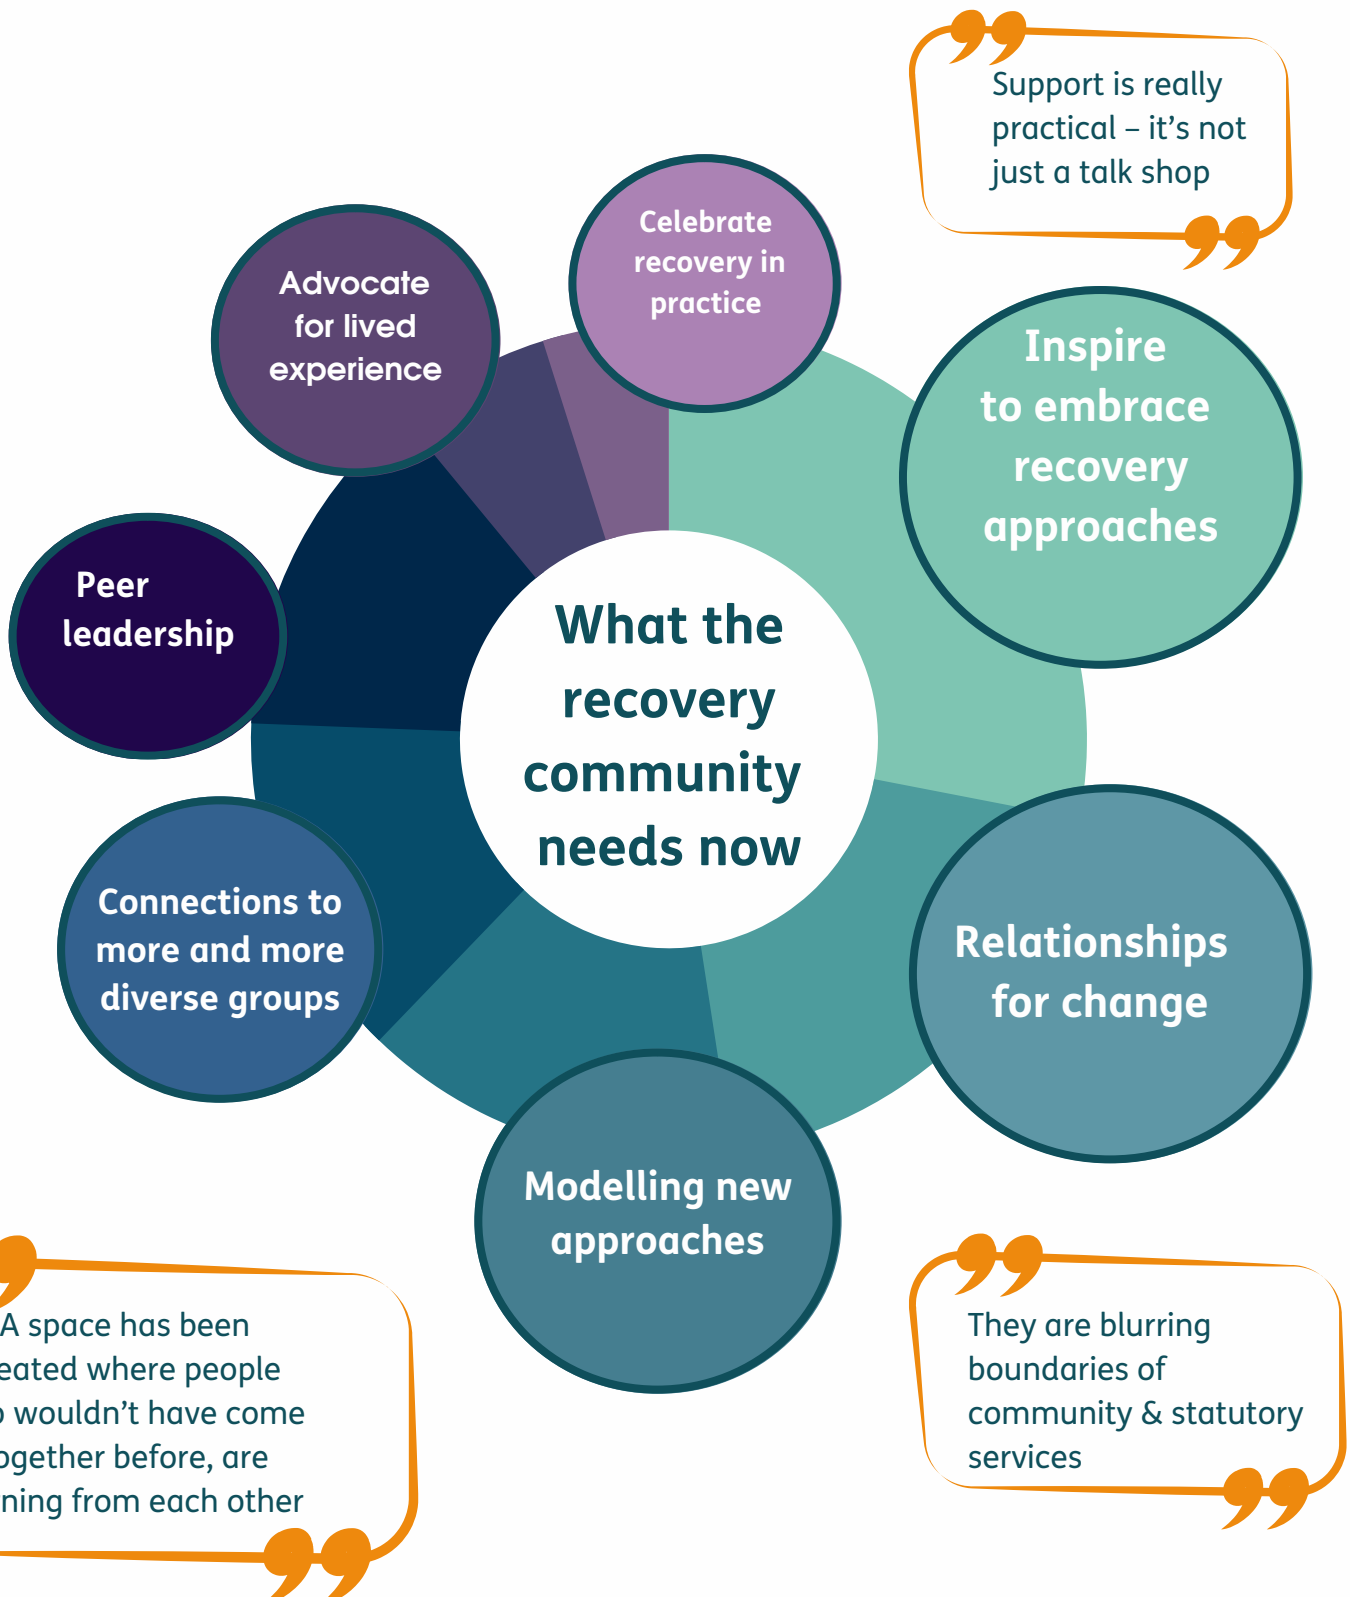 Support is really
practical – it's not
just a talk shop
Celebrate
recovery in
practice
Advocate
for lived
experience
Inspire
to embrace
recovery
approaches
Peer
leadership
What the
recovery
community
needs now
Connections to
more and more
diverse groups
Relationships
for change
Modelling new
approaches
A space has been
where people
wouldn't have come
before, are
from each other
They are blurring
boundaries of
community & statutory
services